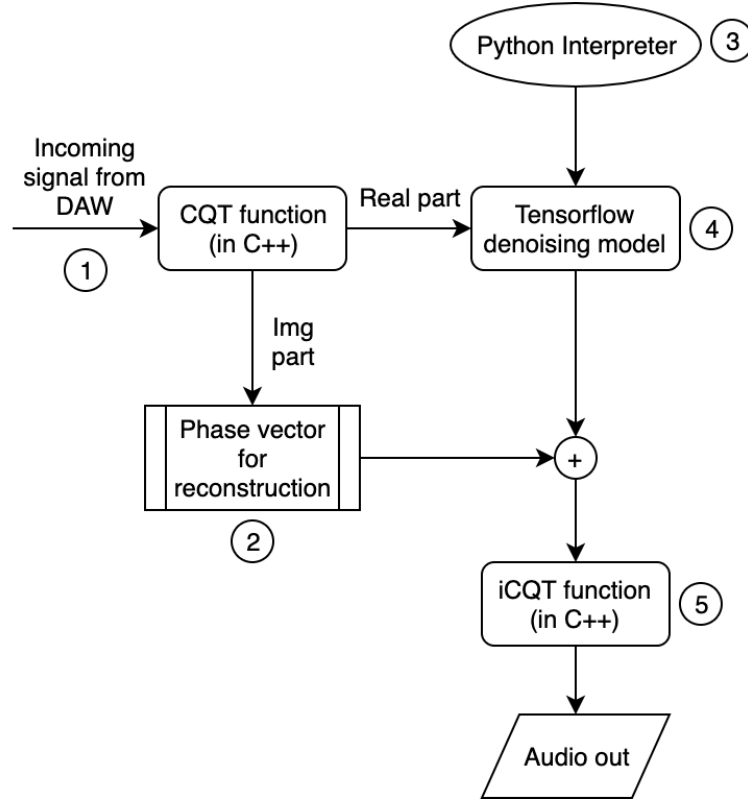 Python Interpreter
3
Incoming
signal from
DAW
1
CQT function
(in C++)
Real part
Tensorflow
denoising model
4
Img
part
Phase vector
for
reconstruction
2
+
iCQT function
(in C++)
5
Audio out